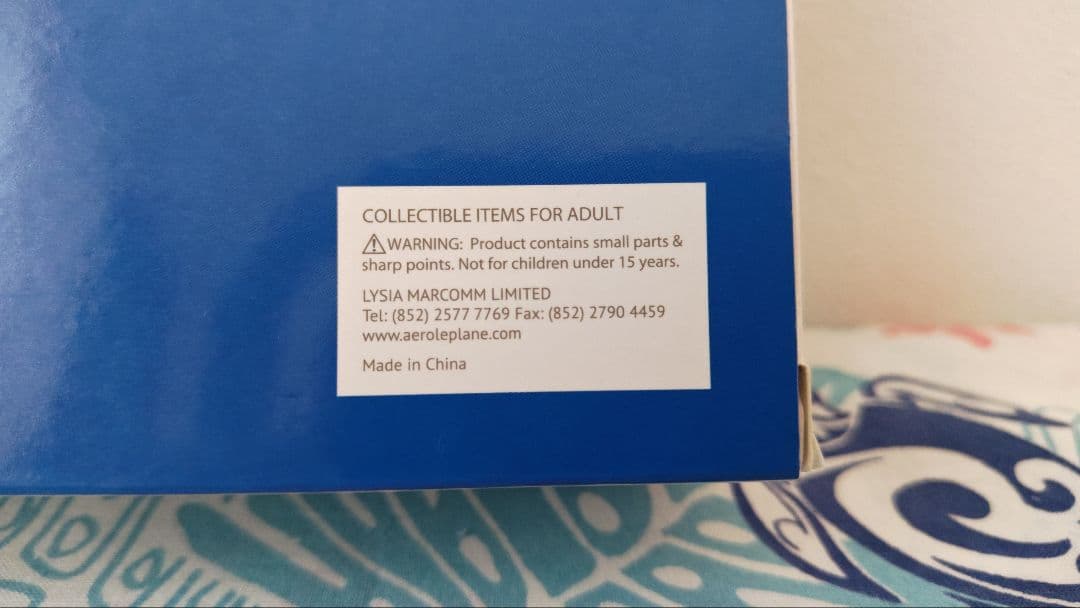 COLLECTIBLE ITEMS FOR ADULT
WARNING: Product contains small parts &
sharp points. Not for children under 15 years.
LYSIA MARCOMM LIMITED
Tel: (852) 2577 7769 Fax: (852) 2790 4459
www.aeroleplane.com
Made in China